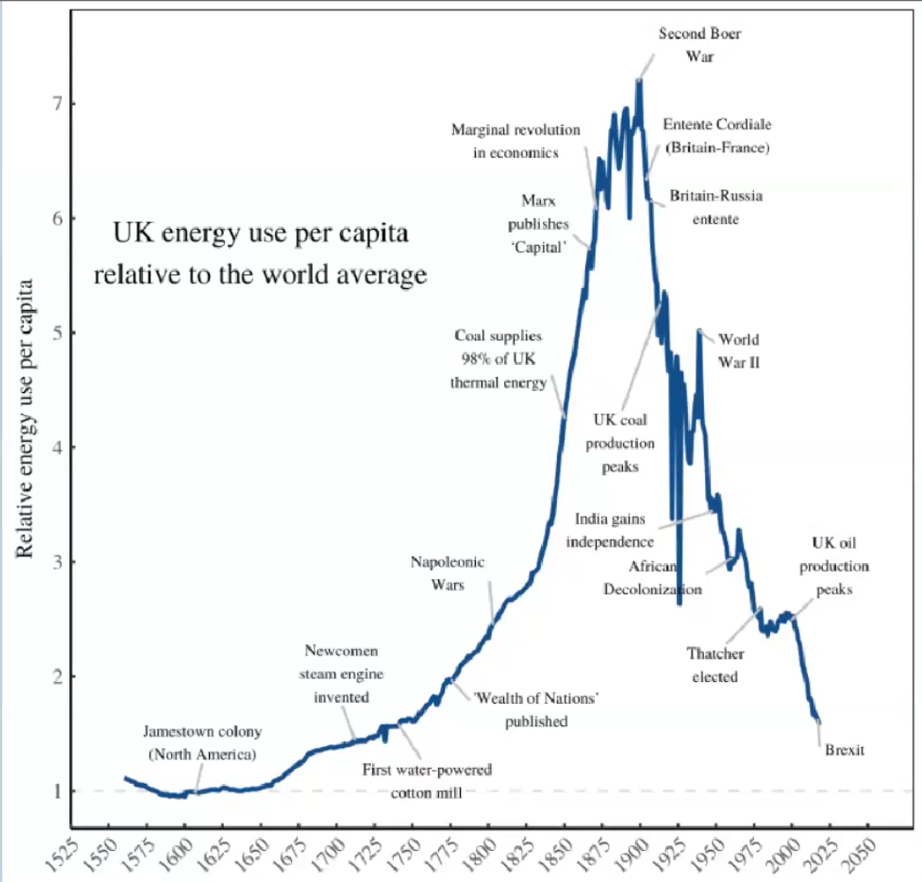 Second Boer
War
7
Marginal revolution
in economics
Entente Cordiale
(Britain-France)
Marx
publishes
‘Capital’
Britain-Russia
entente
6
UK energy use per capita
relative to the world average
Relative energy use per capita
5
Coal supplies
98% of UK
thermal energy
World
War II
4
UK coal
production
peaks
India gains
independence
3
Napoleonic
Wars
African
Decolonization
UK oil
production
peaks
2
Newcomen
steam engine
invented
Thatcher
elected
‘Wealth of Nations’
published
Jamestown colony
(North America)
Brexit
First water-powered
cotton mill
1
1525
1550
1575
1600
1625
1650
1675
1700
1725
1750
1775
1800
1825
1850
1875
1900
1925
1950
1975
2000
2025
2050